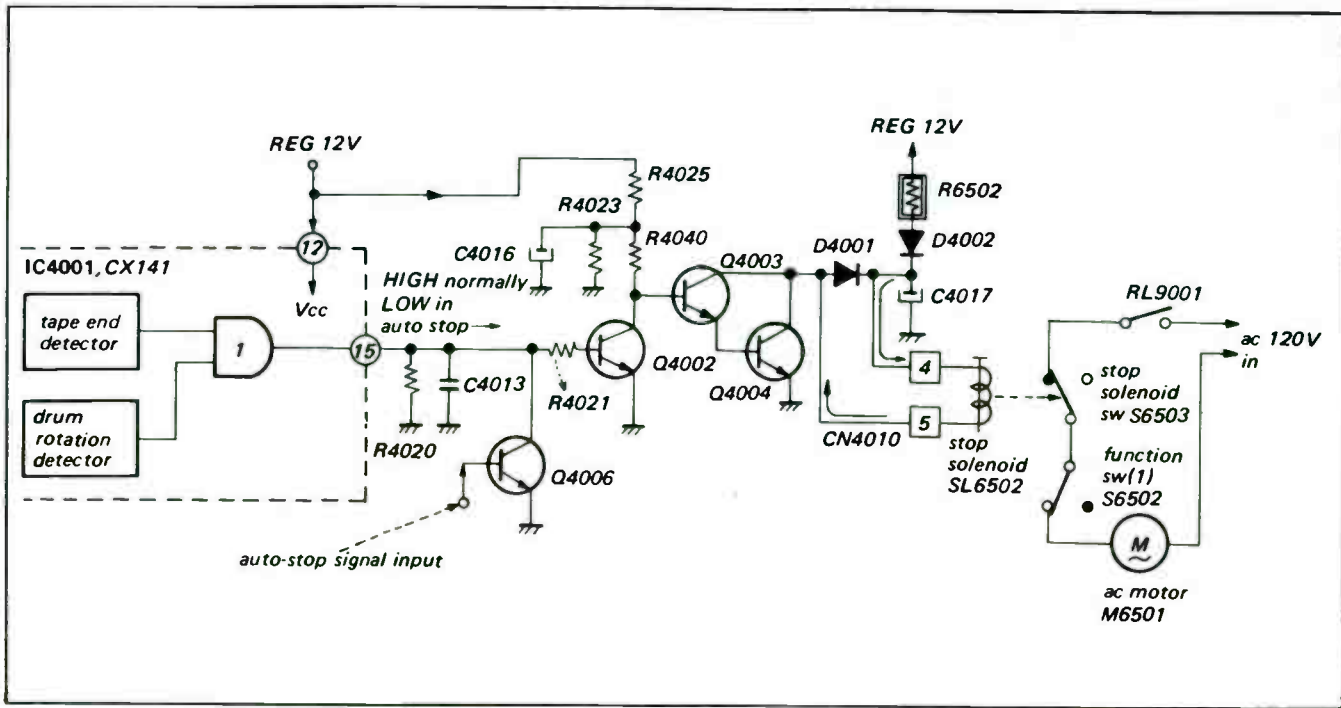 REG 12V
REG 12V
R4025
R6502
R4023
12
C4016
R4040
D4001
D4002
IC4001, CX141
HIGH normally
LOW in
auto stop
Q4003
C4017
RL9001
Vcc
tape end
detector
1
15
ac 120V
in
Q4002
4
stop
solenoid
sw S6503
C4013
R4021
Q4004
drum
rotation
detector
R4020
CN4010
5
stop
solenoid
SL6502
function
sw(1)
S6502
Q4006
M
auto-stop signal input
ac motor
M6501